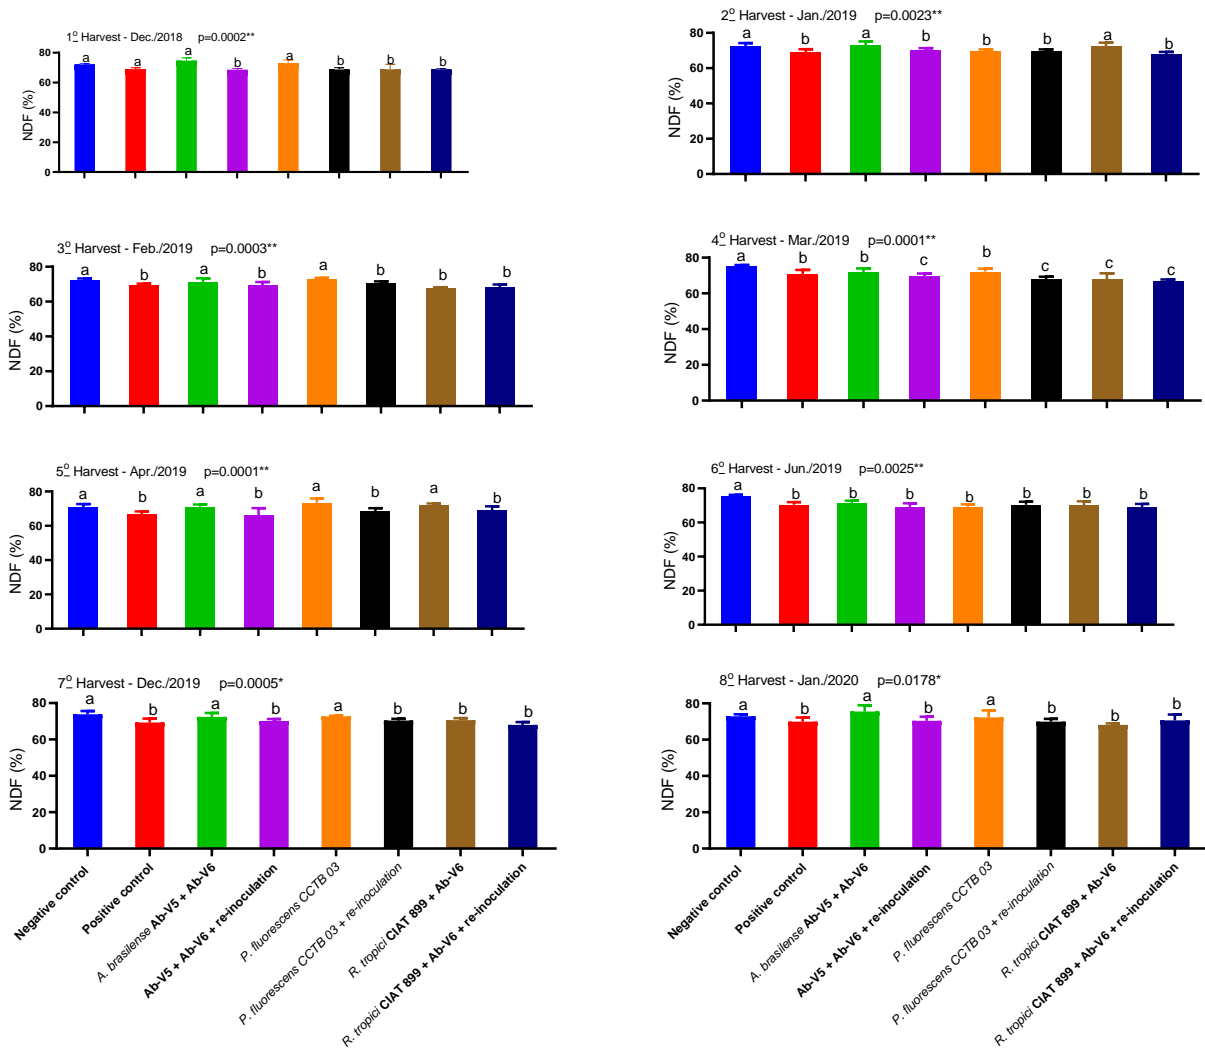 1º Harvest - Dec./2018 p=0.0002**
NDF (%)
80
60
40
20
0
a a a b a b b b
2º Harvest - Jan./2019 p=0.0023**
NDF (%)
80
60
40
20
0
a b a b b b a b
3º Harvest - Feb./2019 p=0.0003**
NDF (%)
80
60
40
20
0
a b a b a b b b
4º Harvest - Mar./2019 p=0.0001**
NDF (%)
80
60
40
20
0
a b b c b c c c
5º Harvest - Apr./2019 p=0.0001**
NDF (%)
80
60
40
20
0
a b a b a b a b
6º Harvest - Jun./2019 p=0.0025**
NDF (%)
80
60
40
20
0
a b b b b b b b
7º Harvest - Dec./2019 p=0.0005*
NDF (%)
80
60
40
20
0
a b a b a b b b
Negative control
Positive control
A. brasilense Ab-V5 + Ab-V6
Ab-V5 + Ab-V6 + re-inoculation
P. fluorescens CCTB 03
P. fluorescens CCTB 03 + re-inoculation
R. tropici CIAT 899 + Ab-V6
R. tropici CIAT 899 + Ab-V6 + re-inoculation
8º Harvest - Jan./2020 p=0.0178*
NDF (%)
80
60
40
20
0
a b a b a b b b
Negative control
Positive control
A. brasilense Ab-V5 + Ab-V6
Ab-V5 + Ab-V6 + re-inoculation
P. fluorescens CCTB 03
P. fluorescens CCTB 03 + re-inoculation
R. tropici CIAT 899 + Ab-V6
R. tropici CIAT 899 + Ab-V6 + re-inoculation